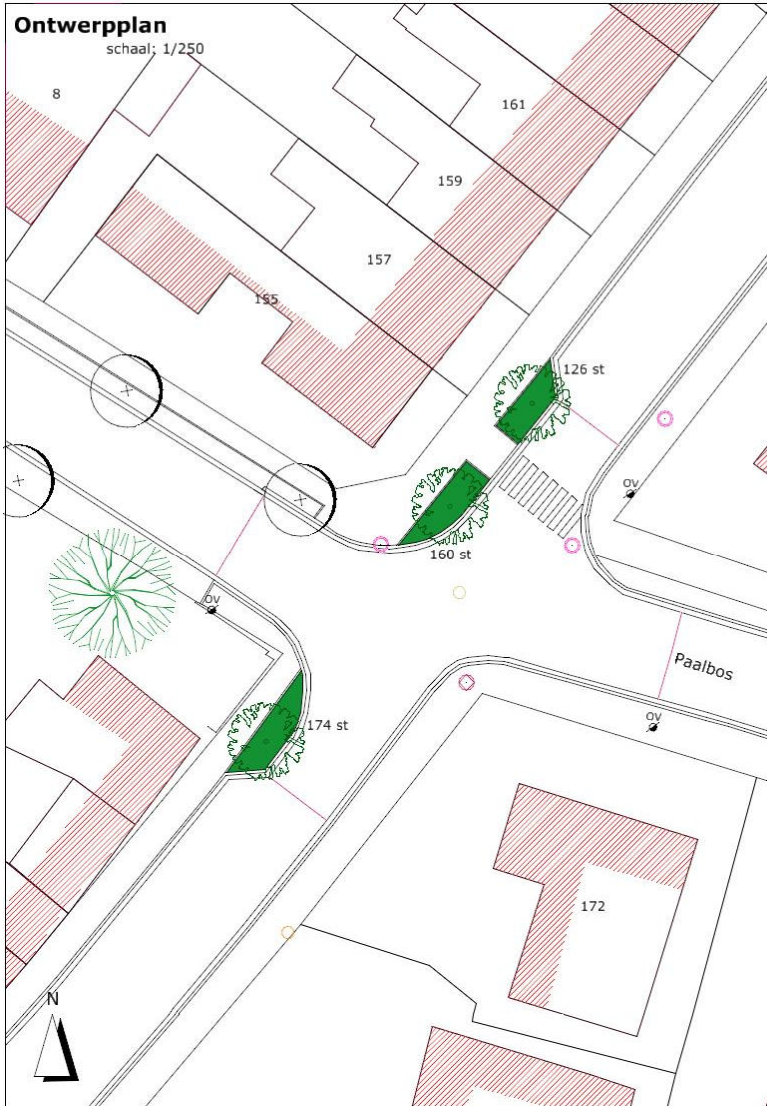 Ontwerpplan
schaal: 1/250
8
161
159
157
155
126 st
OV
160 st
OV
Paalbos
OV
174 st
172
N